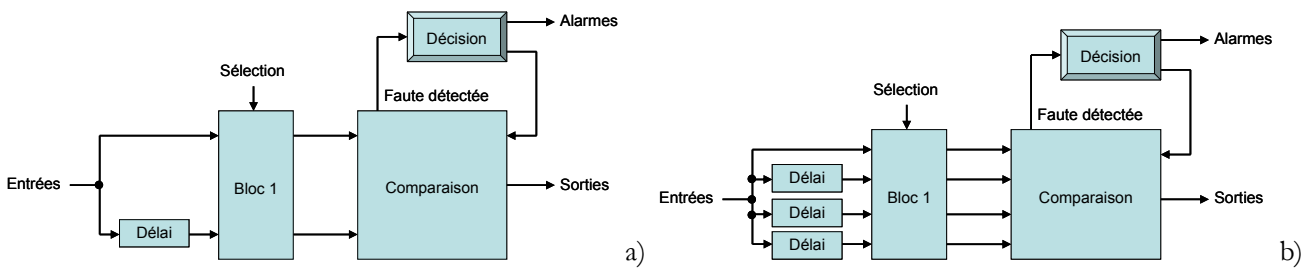 Décision
Alarmes
Sélection
Faute détectée
Entrées
Bloc 1
Comparaison
Sorties
Délai
a)
Décision
Alarmes
Sélection
Faute détectée
Délai
Entrées
Bloc 1
Comparaison
Sorties
Délai
Délai
b)